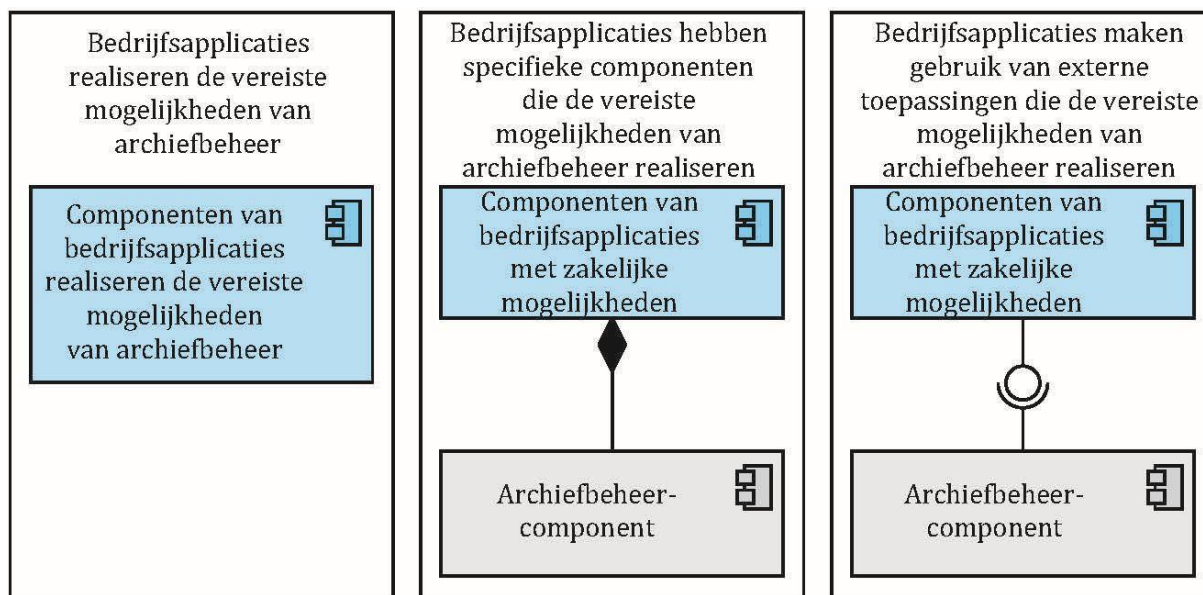 Bedrijfsapplicaties
realiseren de vereiste
mogelijkheden van
archiefbeheer
Componenten van
bedrijfsapplicaties
realiseren de vereiste
mogelijkheden
van archiefbeheer
Bedrijfsapplicaties hebben
specifieke componenten
die de vereiste
mogelijkheden van
archiefbeheer realiseren
Componenten van
bedrijfsapplicaties
met zakelijke
mogelijkheden
Archiefbeheer-
component
Bedrijfsapplicaties maken
gebruik van externe
toepassingen die de vereiste
mogelijkheden van
archiefbeheer realiseren
Componenten van
bedrijfsapplicaties
met zakelijke
mogelijkheden
Archiefbeheer-
component